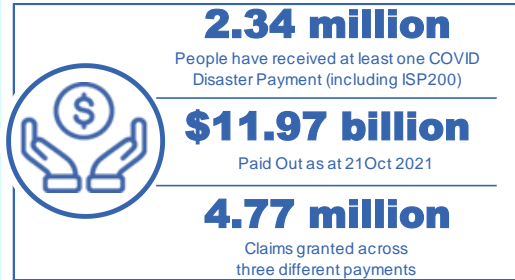 2.34 million
People have received at least one COVID
Disaster Payment (including ISP200)
$
$11.97 billion
Paid Out as at 21Oct 2021
4.77 million
Claims granted across
three different payments